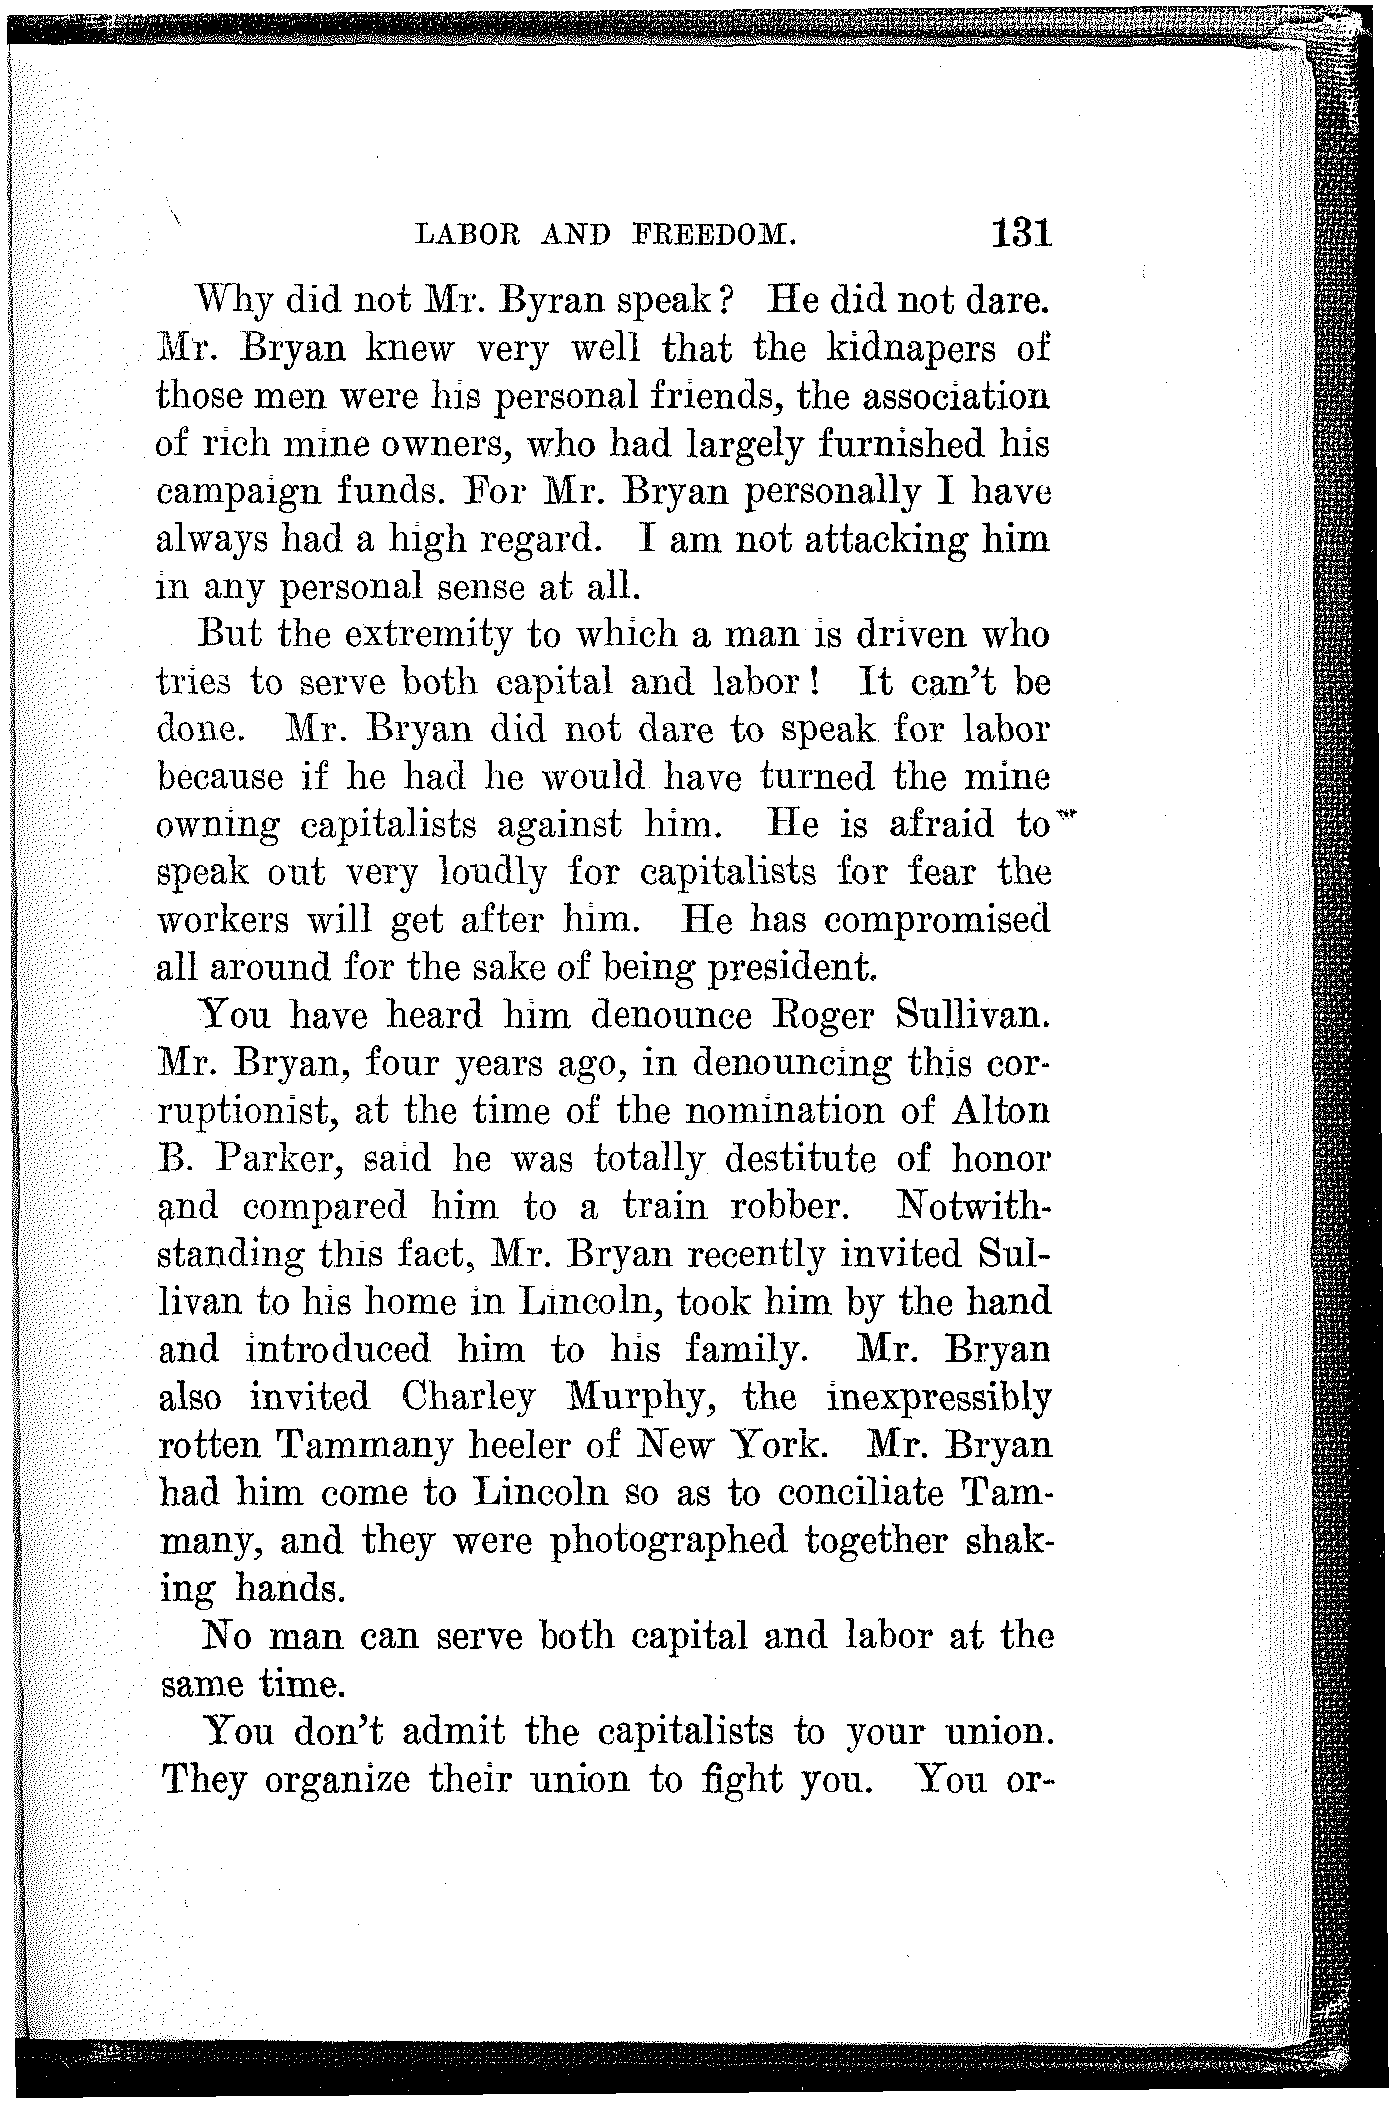 LABOR AND FREEDOM. 131
Why did not Mr. Byran speak? He did not dare.
Mr. Bryan knew very well that the kidnapers of
those men were his personal friends, the association
of rich mine owners, who had largely furnished his
campaign funds. For Mr. Bryan personally I have
always had a high regard. I am not attacking him
in any personal sense at all.
But the extremity to which a man is driven who
tries to serve both capital and labor! It can't be
done. Mr. Bryan did not dare to speak for labor
because if he had he would have turned the mine
owning capitalists against him. He is afraid to
speak out very loudly for capitalists for fear the
workers will get after him. He has compromised
all around for the sake of being president.
You have heard him denounce Roger Sullivan.
Mr. Bryan, four years ago, in denouncing this cor-
ruptionist, at the time of the nomination of Alton
B. Parker, said he was totally destitute of honor
and compared him to a train robber. Notwith-
standing this fact, Mr. Bryan recently invited Sul-
livan to his home in Lincoln, took him by the hand
and introduced him to his family. Mr. Bryan
also invited Charley Murphy, the inexpressibly
rotten Tammany heeler of New York. Mr. Bryan
had him come to Lincoln so as to conciliate Tam-
many, and they were photographed together shak-
ing hands.
No man can serve both capital and labor at the
same time.
You don't admit the capitalists to your union.
They organize their union to fight you. You or-